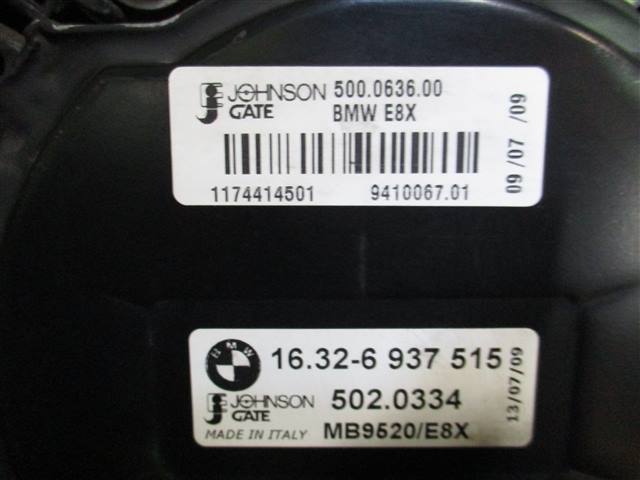 JOHNSON 500.0636.00
GATE BMW E8X
1174414501 9410067.01
09/07 /09
BMW 16.32-6 937 515
JOHNSON 502.0334
GATE
MADE IN ITALY MB9520/E8X
13/07/09